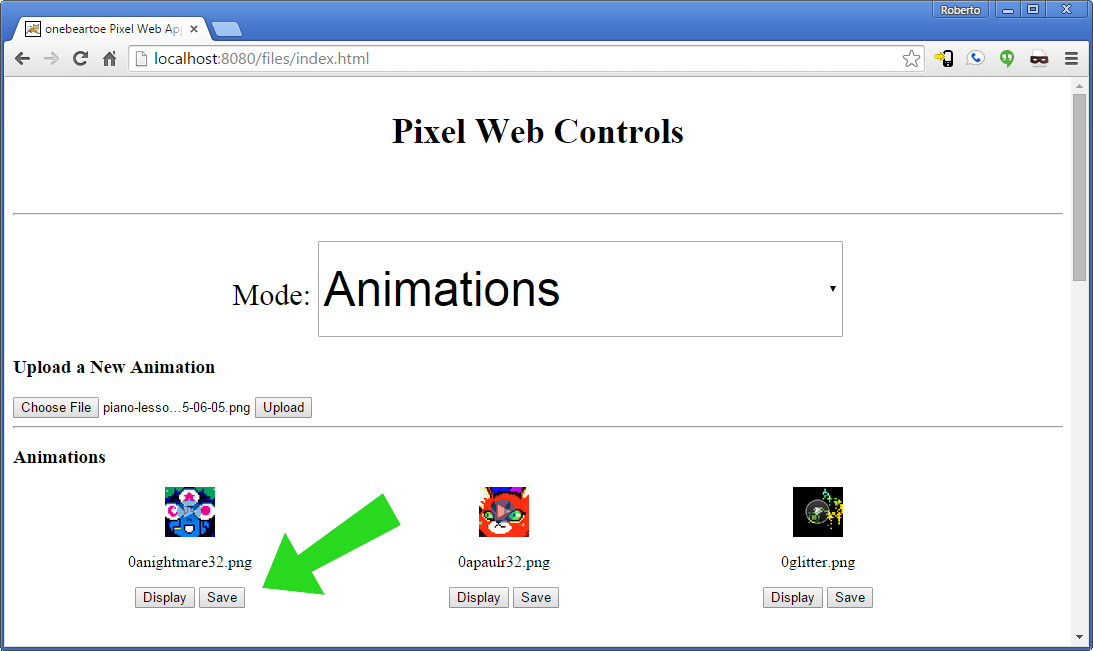 Roberto
onebeartoe Pixel Web Ap
localhost:8080/files/index.html
Pixel Web Controls
Mode: Animations
Upload a New Animation
Choose File piano-lesso...5-06-05.png Upload
Animations
0anightmare32.png 0apaulr32.png 0glitter.png
Display Save Display Save Display Save